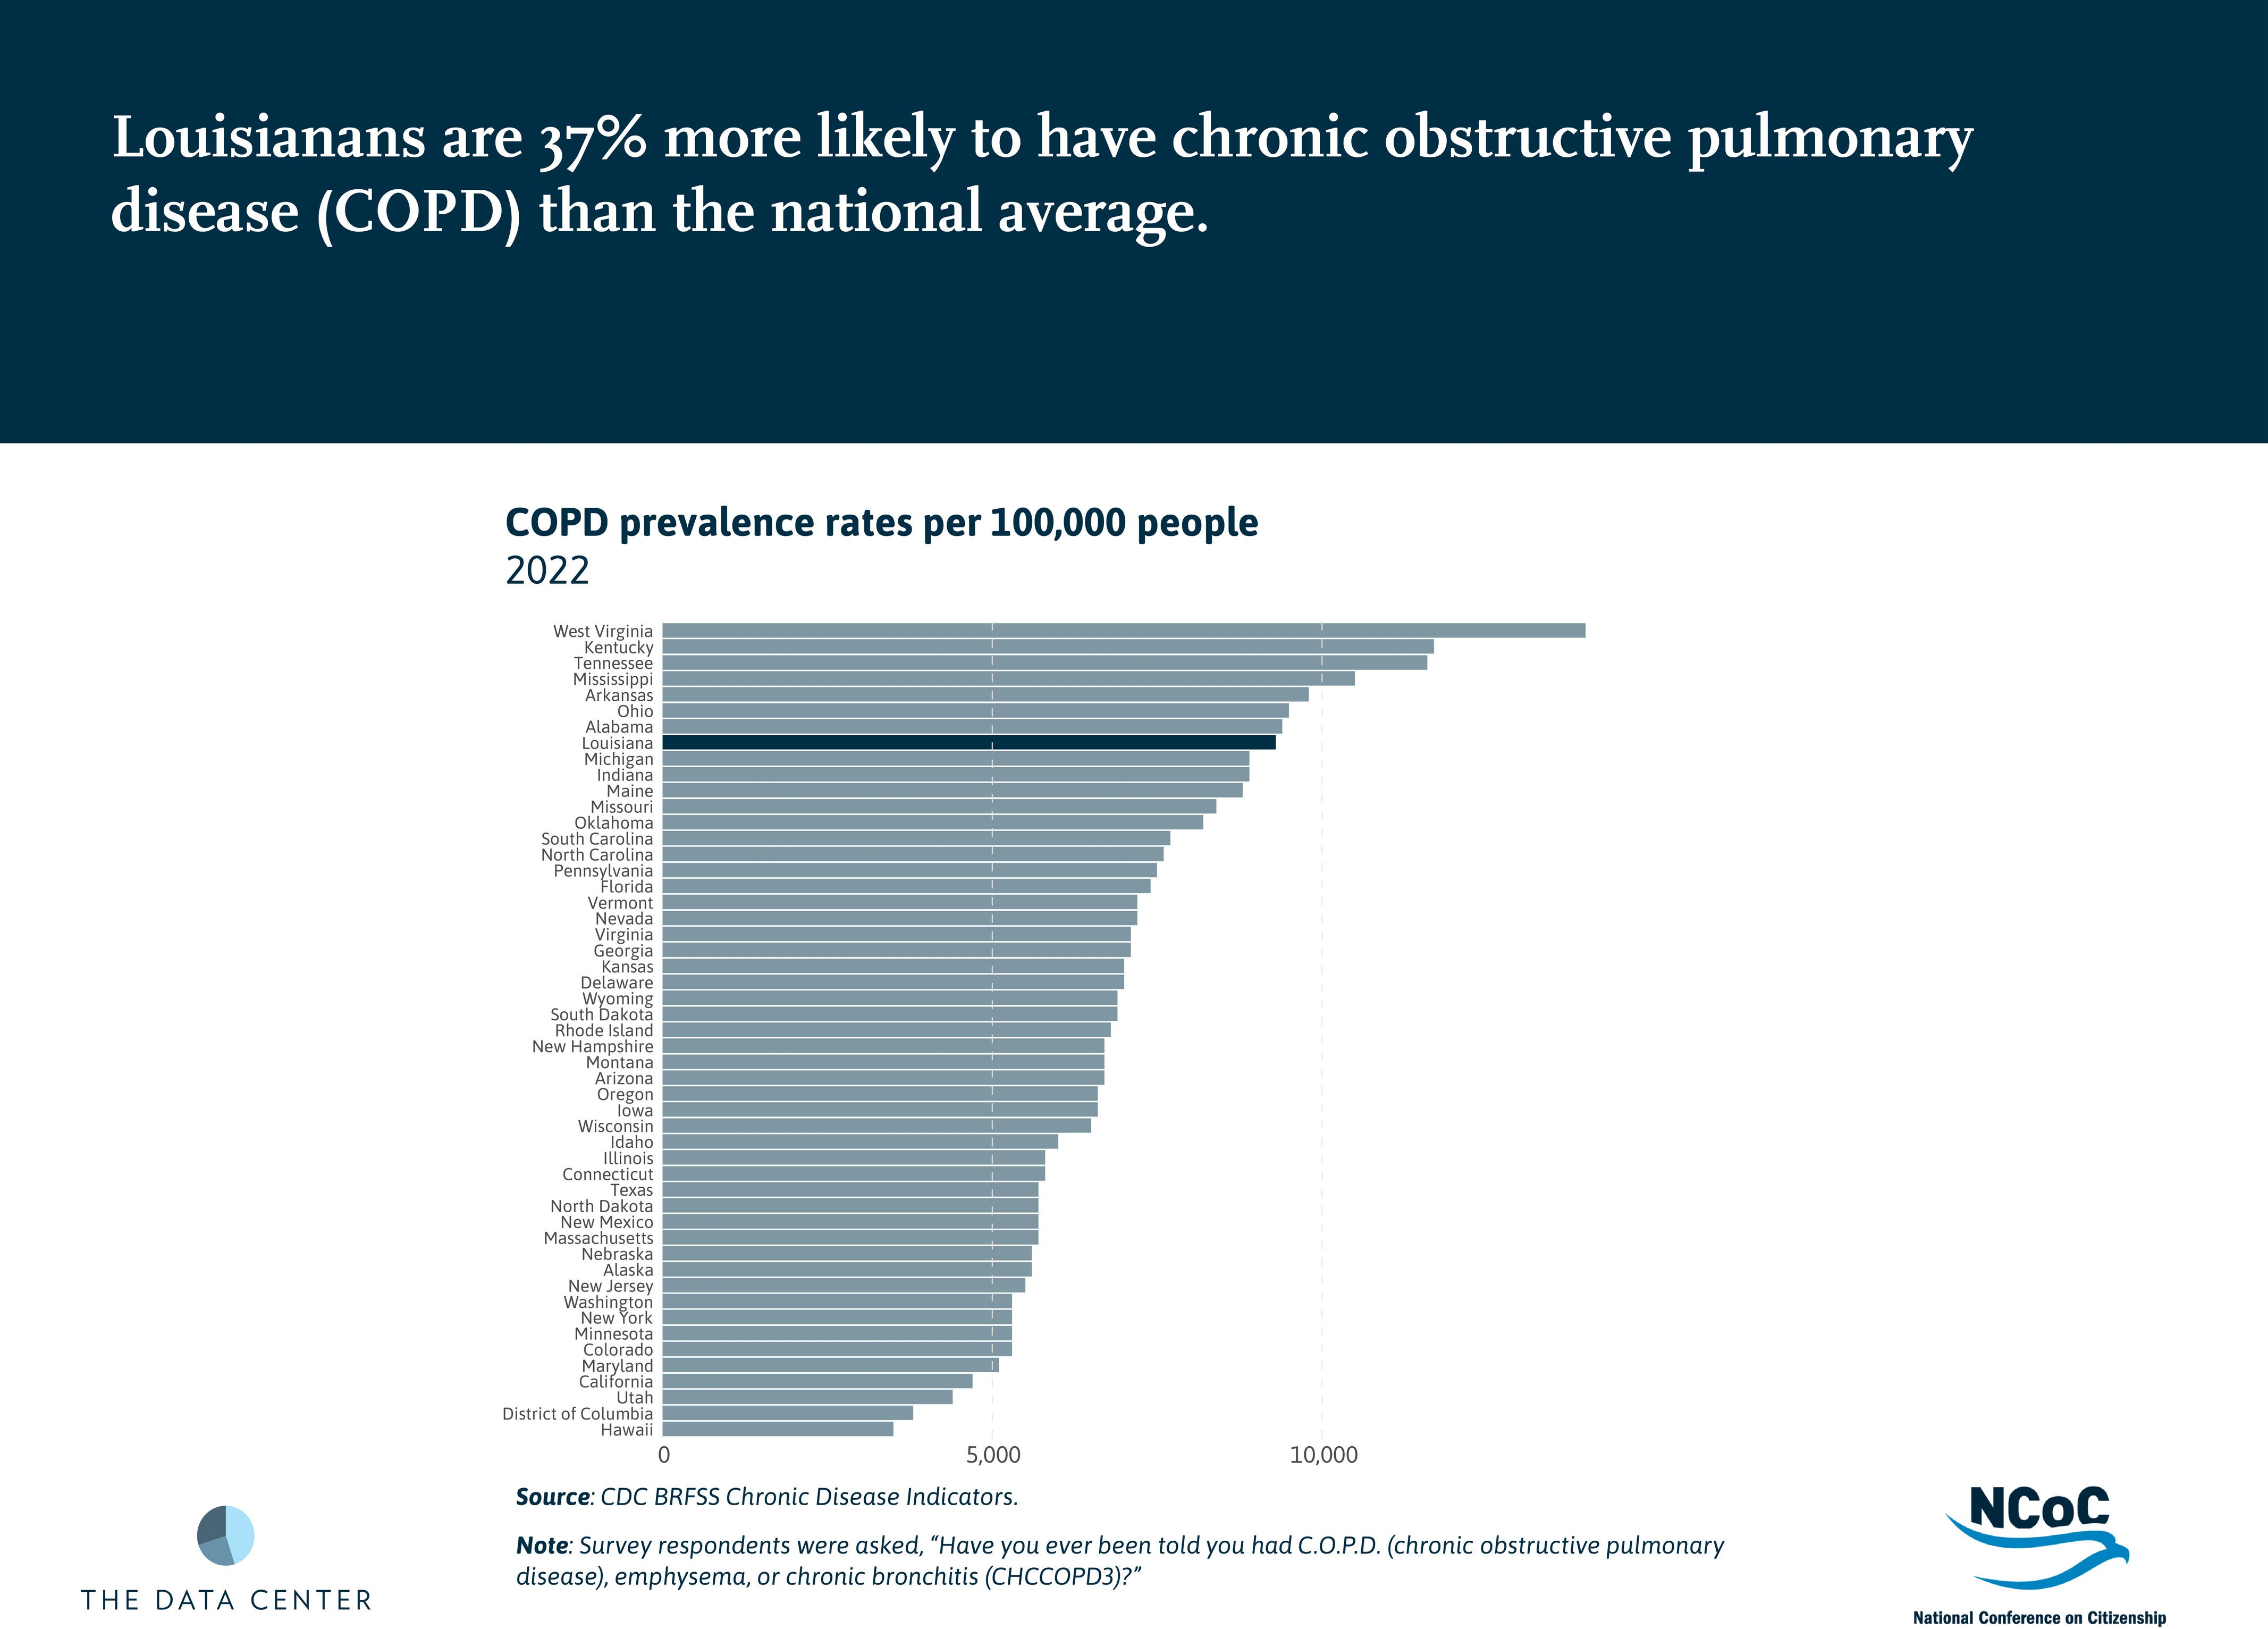 Louisianans are 37% more likely to have chronic obstructive pulmonary
disease (COPD) than the national average.
COPD prevalence rates per 100,000 people
2022
West Virginia
Kentucky
Tennessee
Mississippi
Arkansas
Ohio
Alabama
Louisiana
Michigan
Indiana
Maine
Missouri
Oklahoma
South Carolina
North Carolina
Pennsylvania
Florida
Vermont
Nevada
Virginia
Georgia
Kansas
Delaware
Wyoming
South Dakota
Rhode Island
New Hampshire
Montana
Arizona
Oregon
Iowa
Wisconsin
Idaho
Illinois
Connecticut
Texas
North Dakota
New Mexico
Massachusetts
Nebraska
Alaska
New Jersey
Washington
New York
Minnesota
Colorado
Maryland
California
Utah
District of Columbia
Hawaii
0 5,000 10,000
Source: CDC BRFSS Chronic Disease Indicators.
Note: Survey respondents were asked, “Have you ever been told you had C.O.P.D. (chronic obstructive pulmonary
disease), emphysema, or chronic bronchitis (CHCCOPD3)?”
THE DATA CENTER
NCoC
National Conference on Citizenship